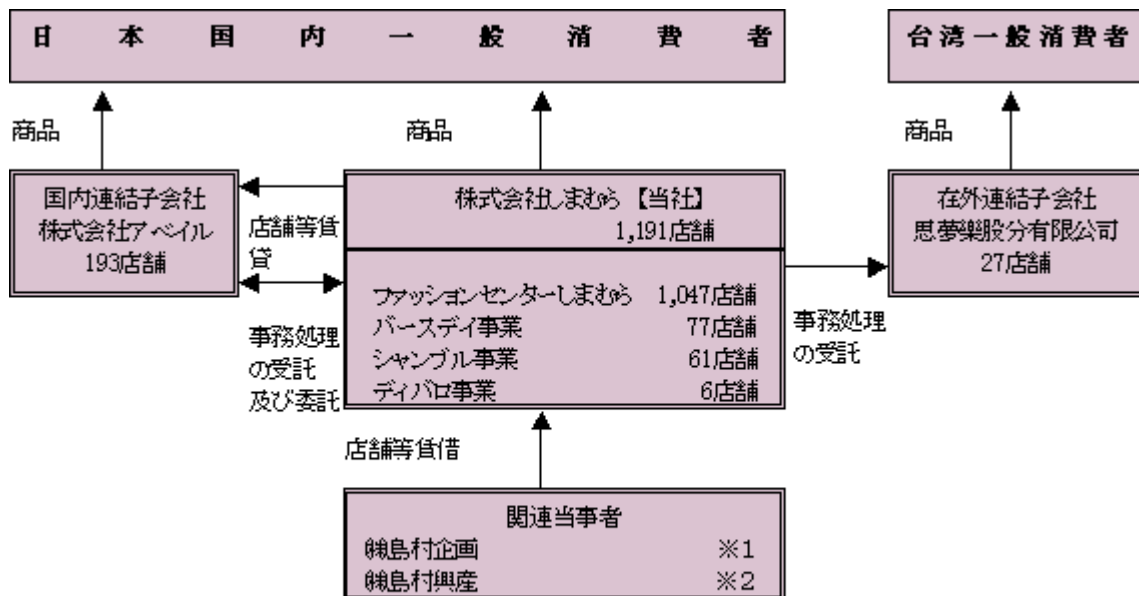 日本国内一般消費者
台湾一般消費者
商品
商品
商品
国内連結子会社
株式会社アベイル
193店舗
店舗等賃
貸
事務処理
の受託
及び委託
株式会社しまむら【当社】
1,191店舗
ファッションセンターしまむら 1,047店舗
バースデイ事業 77店舗
シャンブル事業 61店舗
ディバロ事業 6店舗
事務処理
の受託
在外連結子会社
思夢樂股分有限公司
27店舗
店舗等賃借
関連当事者
㈱島村企画 ※1
㈱島村興産 ※2